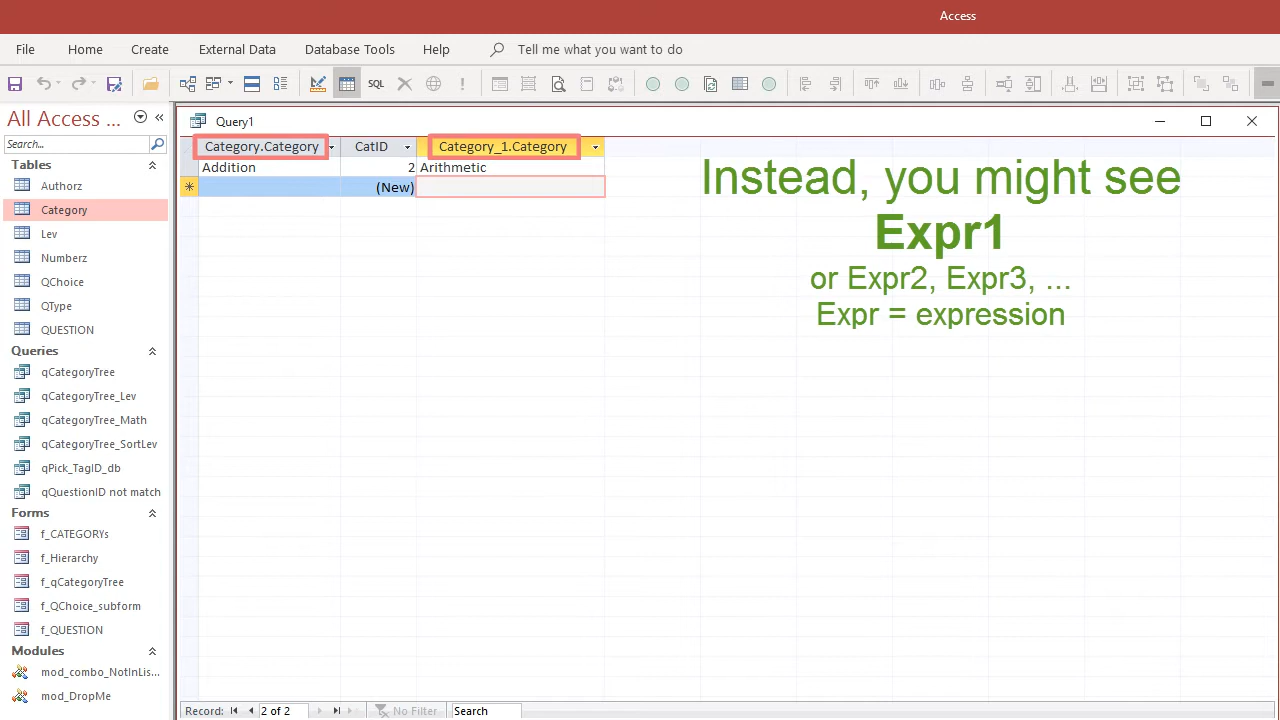 Access
File Home Create External Data Database Tools Help Tell me what you want to do
SQL
All Access ... «
Search...
Tables
Authorz
Category
Lev
Numberz
QChoice
QType
QUESTION
Queries
qCategoryTree
qCategoryTree_Lev
qCategoryTree_Math
qCategoryTree_SortLev
qPick_TagID_db
qQuestionID not match
Forms
f_CATEGORYs
f_Hierarchy
f_qCategoryTree
f_QChoice_subform
f_QUESTION
Modules
mod_combo_NotInLis...
mod_DropMe
Query1
Category.Category CatID Category_1.Category
Addition 2 Arithmetic
(New)
Instead, you might see
Expr1
or Expr2, Expr3, ...
Expr = expression
Record: 2 of 2 No Filter Search